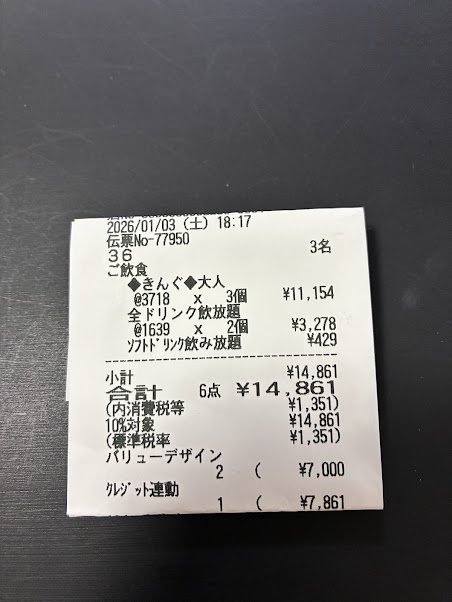 2026/01/03 (土) 18:17
伝票No-77950
36 3名
ご飲食
◆きんぐ◆大人
@3718 x 3個 ¥11,154
全ドリンク飲放題
@1639 x 2個 ¥3,278
ソフトドリンク飲み放題 ¥429
小計 ¥14,861
合計 6点 ¥14,861
(内消費税等 ¥1,351)
10%対象 ¥14,861
(標準税率 ¥1,351)
バリューデザイン
2 ( ¥7,000
クレジット連動
1 ( ¥7,861